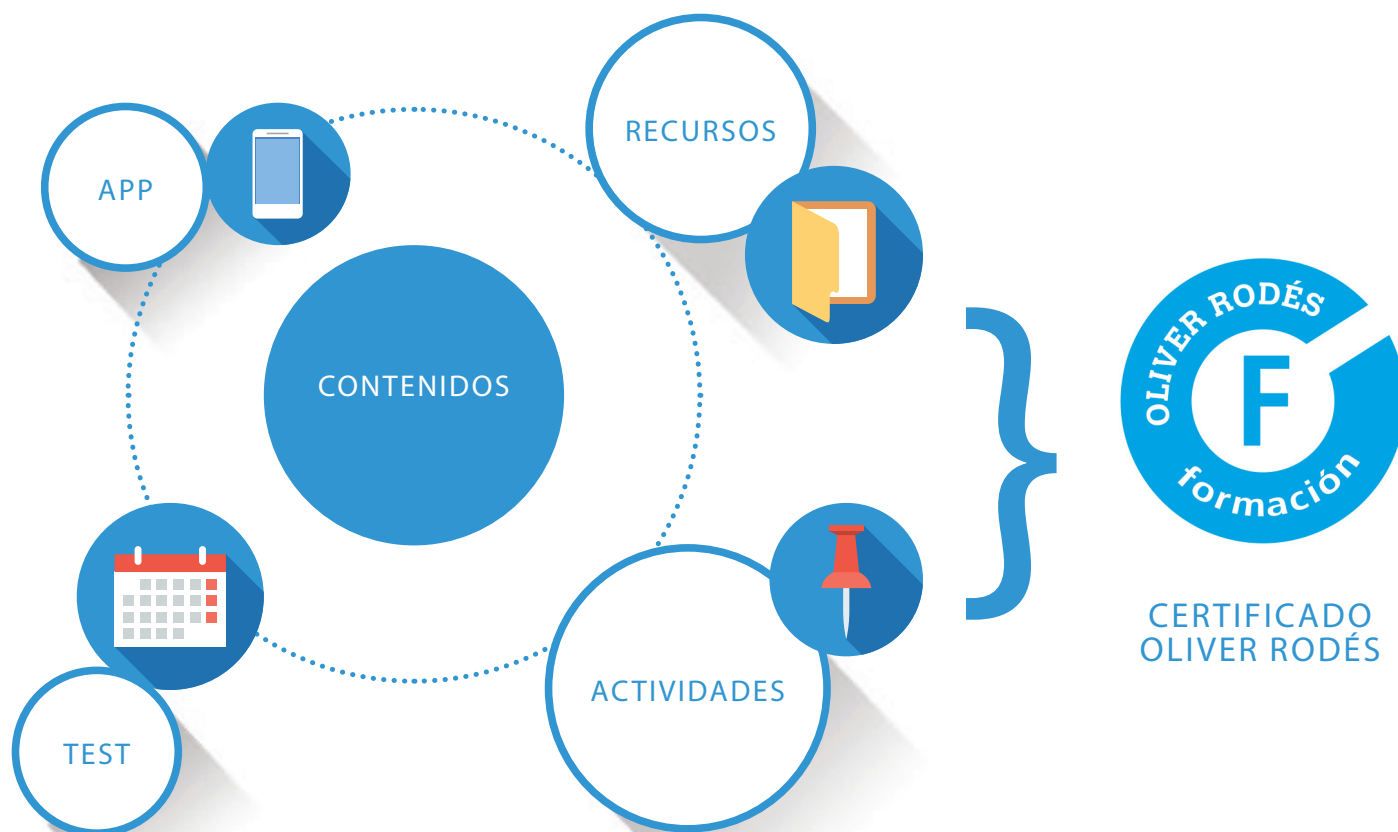 APP
RECURSOS
CONTENIDOS
TEST
ACTIVIDADES
OLIVER RODÉS
F
formación
CERTIFICADO
OLIVER RODÉS